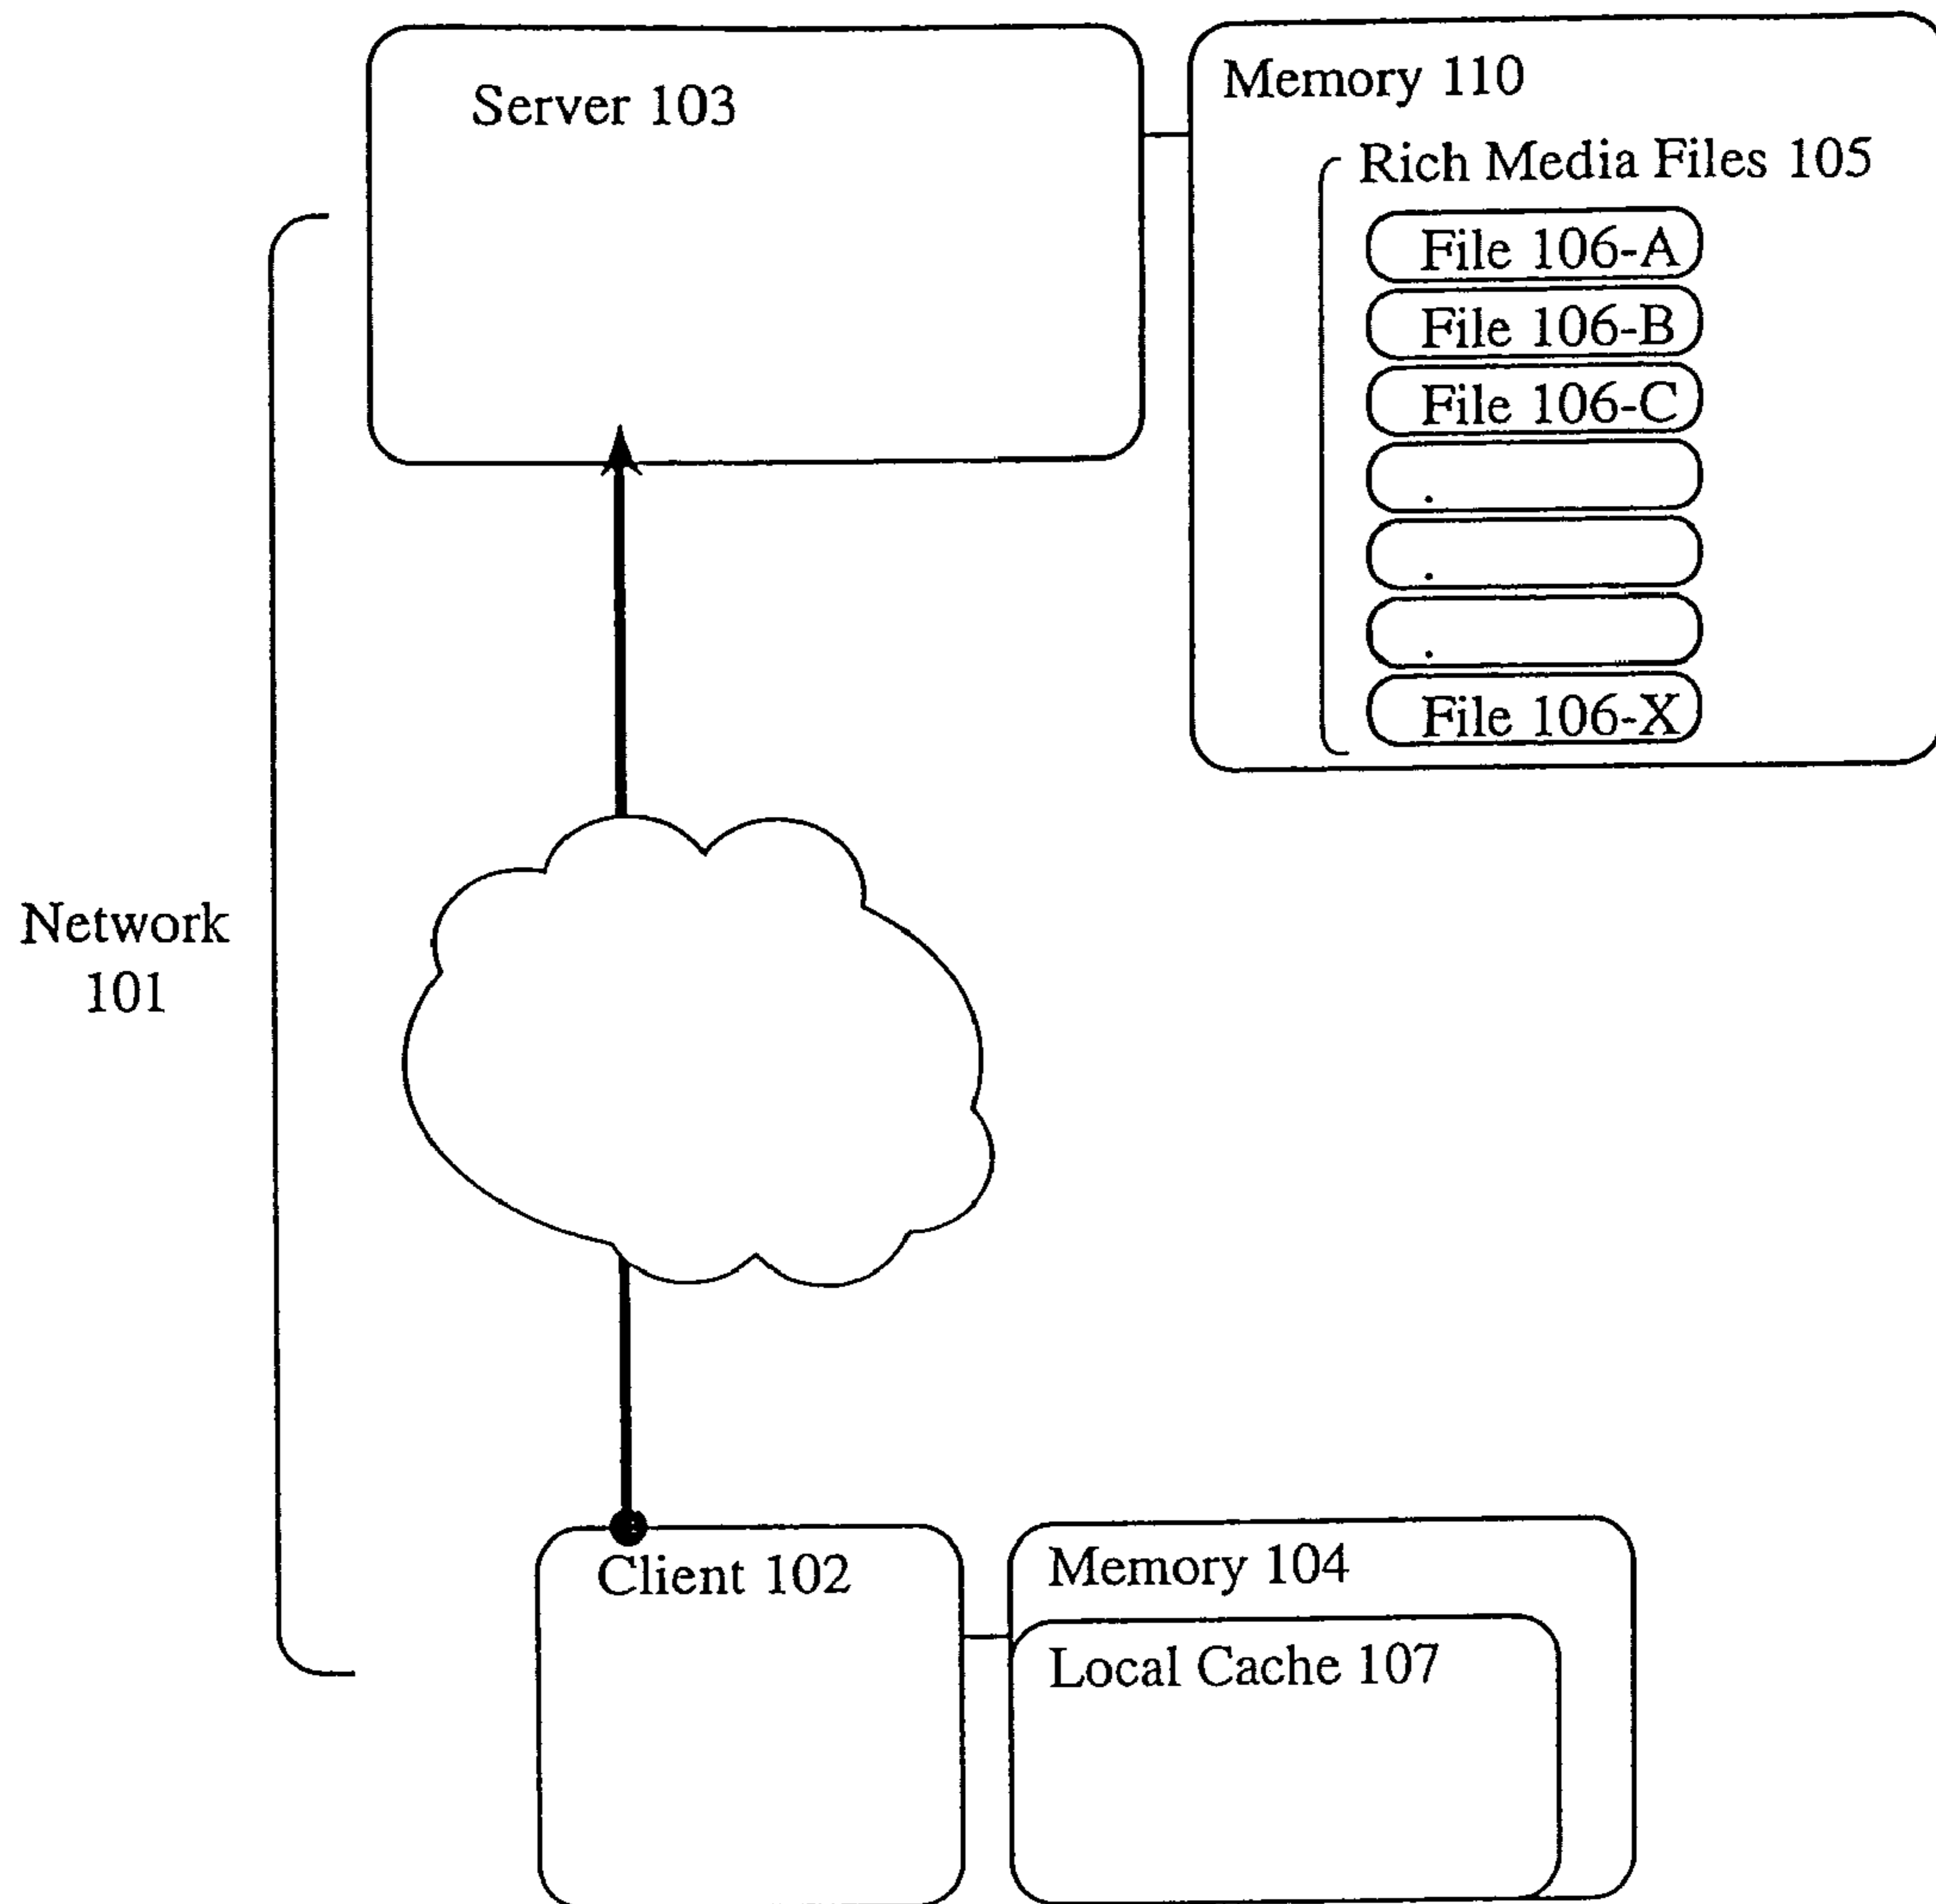 Server 103
Memory 110
Rich Media Files 105
File 106-A
File 106-B
File 106-C
.
.
.
File 106-X
Network
101
Client 102
Memory 104
Local Cache 107